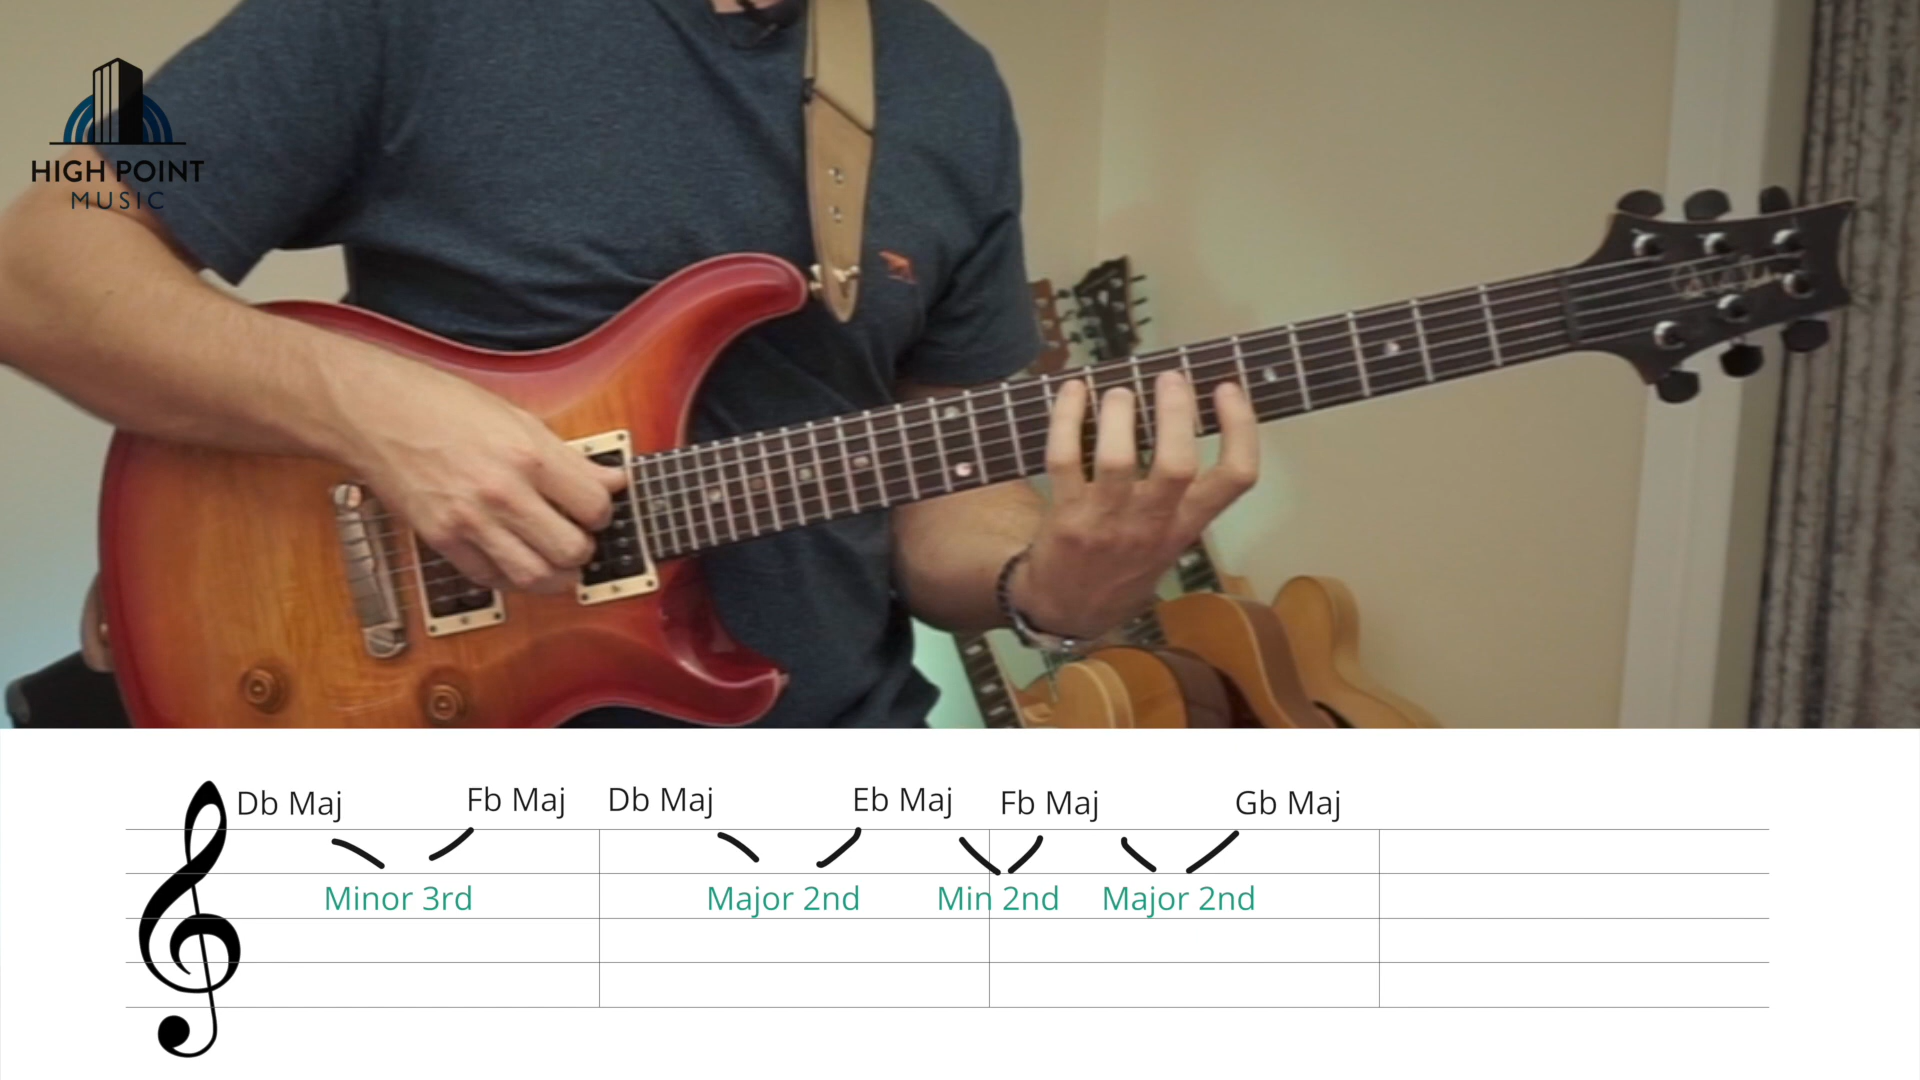 HIGH POINT
MUSIC
Db Maj Fb Maj Db Maj Eb Maj Fb Maj Gb Maj
Minor 3rd Major 2nd Min 2nd Major 2nd